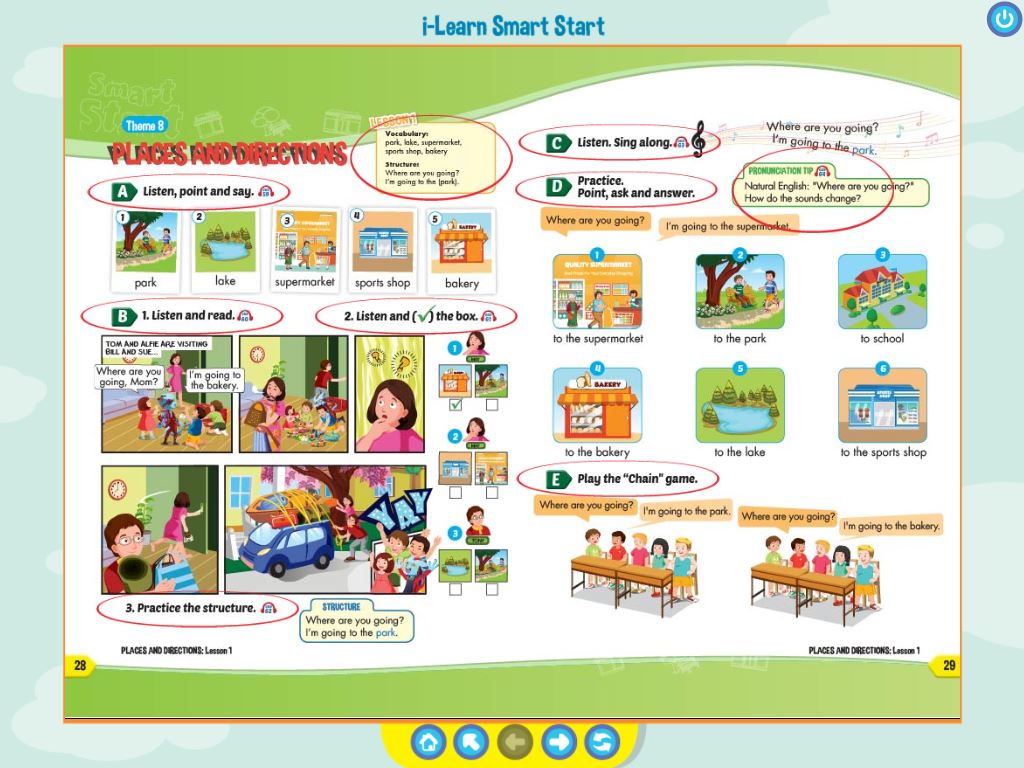 i-Learn Smart Start
Smart
Start
Theme 8
PLACES AND DIRECTIONS
LESSON 1
Vocabulary:
park, lake, supermarket,
sports shop, bakery
Structure:
Where are you going?
I'm going to the (park).
A Listen, point and say.
1
park
2
lake
3
supermarket
4
sports shop
5
BAKERY
bakery
B 1. Listen and read.
TOM AND ALFIE ARE VISITING
BILL AND SUE...
Where are you
going, Mom?
I'm going to
the bakery.
YAY
2. Listen and (✓) the box.
1
2
3
3. Practice the structure.
STRUCTURE
Where are you going?
I'm going to the park.
PLACES AND DIRECTIONS: Lesson 1
28
C Listen. Sing along.
Where are you going?
I'm going to the park.
D Practice.
Point, ask and answer.
PRONUNCIATION TIP
Natural English: "Where are you going?"
How do the sounds change?
Where are you going?
I'm going to the supermarket.
1
QUALITY SUPERMARKET
to the supermarket
2
to the park
3
to school
4
BAKERY
to the bakery
5
to the lake
6
to the sports shop
E Play the "Chain" game.
Where are you going?
I'm going to the park.
Where are you going?
I'm going to the bakery.
PLACES AND DIRECTIONS: Lesson 1
29